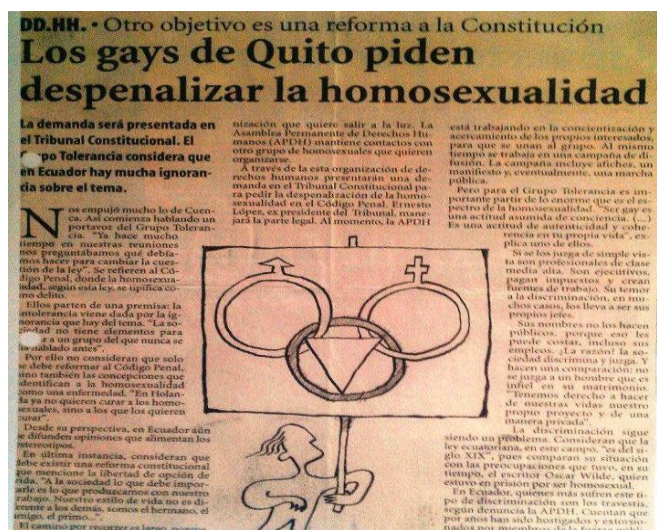 DD.HH. • Otro objetivo es una reforma a la Constitución
Los gays de Quito piden
despenalizar la homosexualidad
La demanda será presentada en
el Tribunal Constitucional. El
po Tolerancia considera que
en Ecuador hay mucha ignoran-
cia sobre el tema.
Nos empujó mucho lo de Cuen-
ca. Así comienza hablando un
portavoz del Grupo Toleran-
cia. "Ya hace mucho
tiempo en nuestras reuniones
nos preguntábamos qué debía-
mos hacer para cambiar la cues-
tión de la ley". Se refieren al Có-
digo Penal, donde la homosexua-
lidad, según esta ley, se tipifica co-
mo delito.
Ellos parten de una premisa: la
intolerancia viene dada por la ig-
norancia que hay del tema. "La so-
ciedad no tiene elementos para
r a un grupo del que nunca se
hablado antes".
Por ello no consideran que solo
se debe reformar al Código Penal,
sino también las concepciones que
identifican a la homosexualidad
como una enfermedad. "En Holan-
da ya no quieren curar a los homo-
sexuales, sino a los que los quieren
curar".
Desde su perspectiva, en Ecuador aún
se difunden opiniones que alimentan los
estereotipos.
En última instancia, consideran que
debe existir una reforma constitucional
que mencione la libertad de opción de
vida. "A la sociedad lo que debe impor-
tarle es lo que produzcamos con nuestro
trabajo. Nuestro estilo de vida no es di-
ferente a los demás, somos el hermano, el
amigo, el primo..."
El camino por recorrer es largo,
nización que quiere salir a la luz. La
Asamblea Permanente de Derechos Hu-
manos (APDH) mantiene contactos con
otro grupo de homosexuales que quieren
organizarse.
A través de la esta organización de
derechos humanos presentarán una de-
manda en el Tribunal Constitucional pa-
ra pedir la despenalización de la homo-
sexualidad en el Código Penal. Ernesto
López, ex presidente del Tribunal, mane-
jará la parte legal. Al momento, la APDH
está trabajando en la concientización y
acercamiento de los propios interesados,
para que se unan al grupo. Al mismo
tiempo se trabaja en una campaña de di-
fusión. La campaña incluye afiches, un
manifiesto y, eventualmente, una marcha
pública.
Pero para el Grupo Tolerancia es im-
portante partir de lo enorme que es el es-
pectro de la homosexualidad. "Ser gay es
una actitud asumida de conciencia. (...)
Es una actitud de autenticidad y cohe-
rencia en tu propia vida", ex-
plica uno de ellos.
Si se los juzga de simple vis-
ta son profesionales de clase
media alta. Son ejecutivos,
pagan impuestos y crean
fuentes de trabajo. Su temor
a la discriminación, en mu-
chos casos, los lleva a ser sus
propios jefes.
Sus nombres no los hacen
públicos, porque eso les
puede costar, incluso sus
empleos. ¿La razón? la so-
ciedad discrimina y juzga. Y
hacen una comparación: no
se juzga a un hombre que es
infiel en su matrimonio.
"Tenemos derecho a hacer
de nuestras vidas nuestro
propio proyecto y de una
manera privada".
La discriminación sigue
siendo un problema. Consideran que la
ley ecuatoriana, en este campo, "es del si-
glo XIX", pues comparan su situación
con las preocupaciones que tuvo, en su
tiempo, el escritor Oscar Wilde, quien
estuvo en prisión por ser homosexual.
En Ecuador, quienes más sufren este ti-
po de discriminación son los travestis,
según denuncia la APDH. Cuentan que
por años han sido hostigados y extorsio-